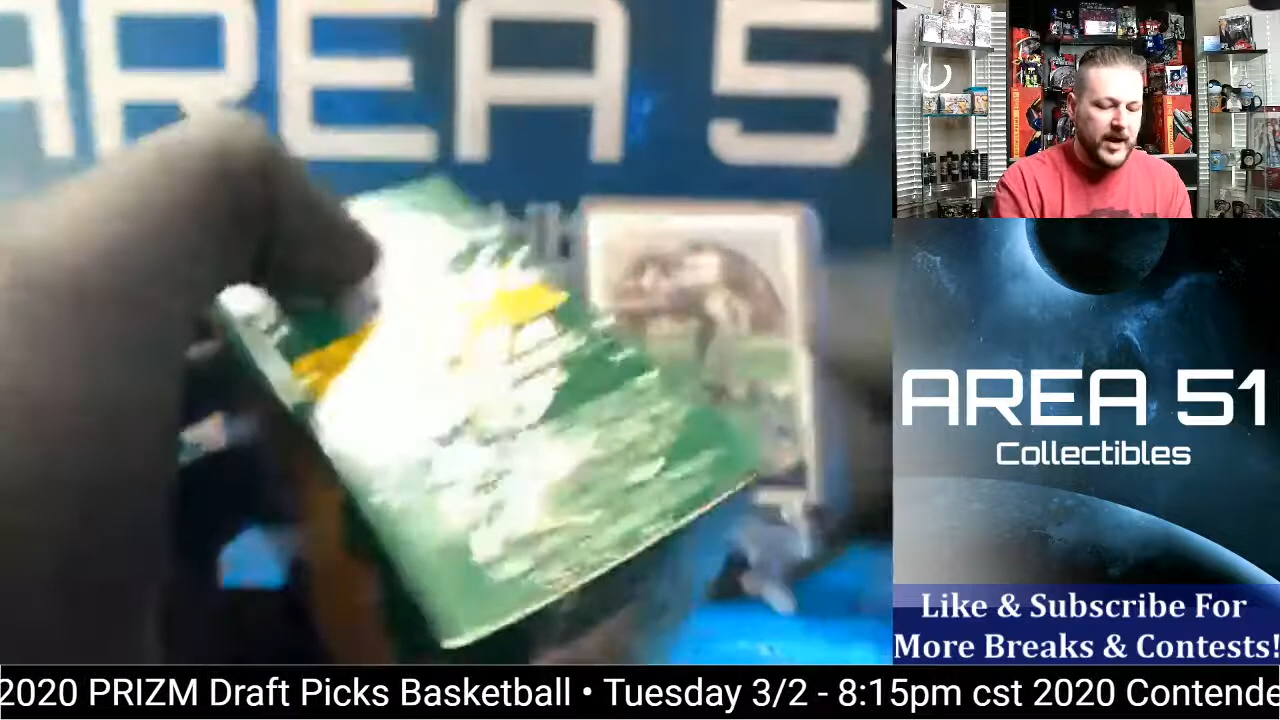 AREA 51
AREA 51
Collectibles
Like & Subscribe For
More Breaks & Contests!
2020 PRIZM Draft Picks Basketball • Tuesday 3/2 - 8:15pm cst 2020 Contende